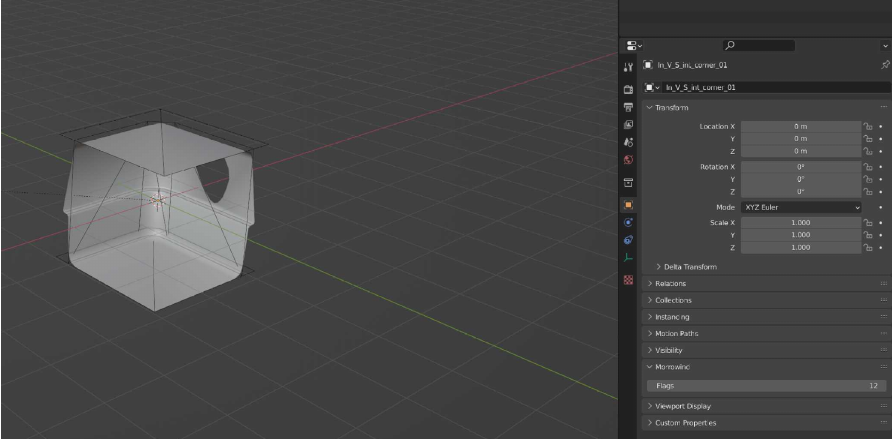 In_V_S_int_corner_01
In_V_S_int_corner_01
Transform
Location X 0 m
Y 0 m
Z 0 m
Rotation X 0°
Y 0°
Z 0°
Mode XYZ Euler
Scale X 1.000
Y 1.000
Z 1.000
Delta Transform
Relations
Collections
Instancing
Motion Paths
Visibility
Morrowind
Flags 12
Viewport Display
Custom Properties